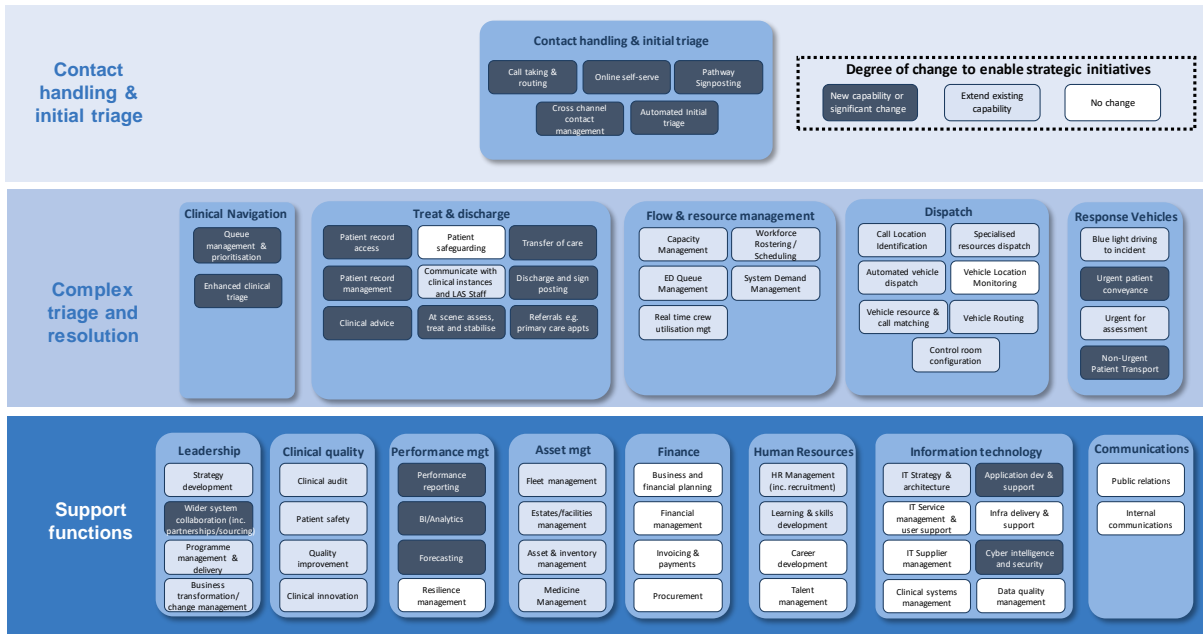 Contact
handling &
initial triage
Contact handling & initial triage
Call taking &
routing
Online self-serve
Pathway
Signposting
Cross channel
contact
management
Automated Initial
triage
Degree of change to enable strategic initiatives
New capability or
significant change
Extend existing
capability
No change
Complex
triage and
resolution
Clinical Navigation
Queue
management &
prioritisation
Enhanced clinical
triage
Treat & discharge
Patient record
access
Patient
safeguarding
Transfer of care
Patient record
management
Communicate with
clinical instances
and LAS Staff
Discharge and sign
posting
Clinical advice
At scene: assess,
treat and stabilise
Referrals e.g.
primary care appts
Flow & resource management
Capacity
Management
Workforce
Rostering /
Scheduling
ED Queue
Management
System Demand
Management
Real time crew
utilisation mgt
Dispatch
Call Location
Identification
Specialised
resources dispatch
Automated vehicle
dispatch
Vehicle Location
Monitoring
Vehicle resource &
call matching
Vehicle Routing
Control room
configuration
Response Vehicles
Blue light driving
to incident
Urgent patient
conveyance
Urgent for
assessment
Non-Urgent
Patient Transport
Support
functions
Leadership
Strategy
development
Wider system
collaboration (inc.
partnerships/sourcing)
Programme
management &
delivery
Business
transformation/
change management
Clinical quality
Clinical audit
Patient safety
Quality
improvement
Clinical innovation
Performance mgt
Performance
reporting
BI/Analytics
Forecasting
Resilience
management
Asset mgt
Fleet management
Estates/facilities
management
Asset & inventory
management
Medicine
Management
Finance
Business and
financial planning
Financial
management
Invoicing &
payments
Procurement
Human Resources
HR Management
(inc. recruitment)
Learning & skills
development
Career
development
Talent
management
Information technology
IT Strategy &
architecture
Application dev &
support
IT Service
management &
user support
Infra delivery &
support
IT Supplier
management
Cyber intelligence
and security
Clinical systems
management
Data quality
management
Communications
Public relations
Internal
communications